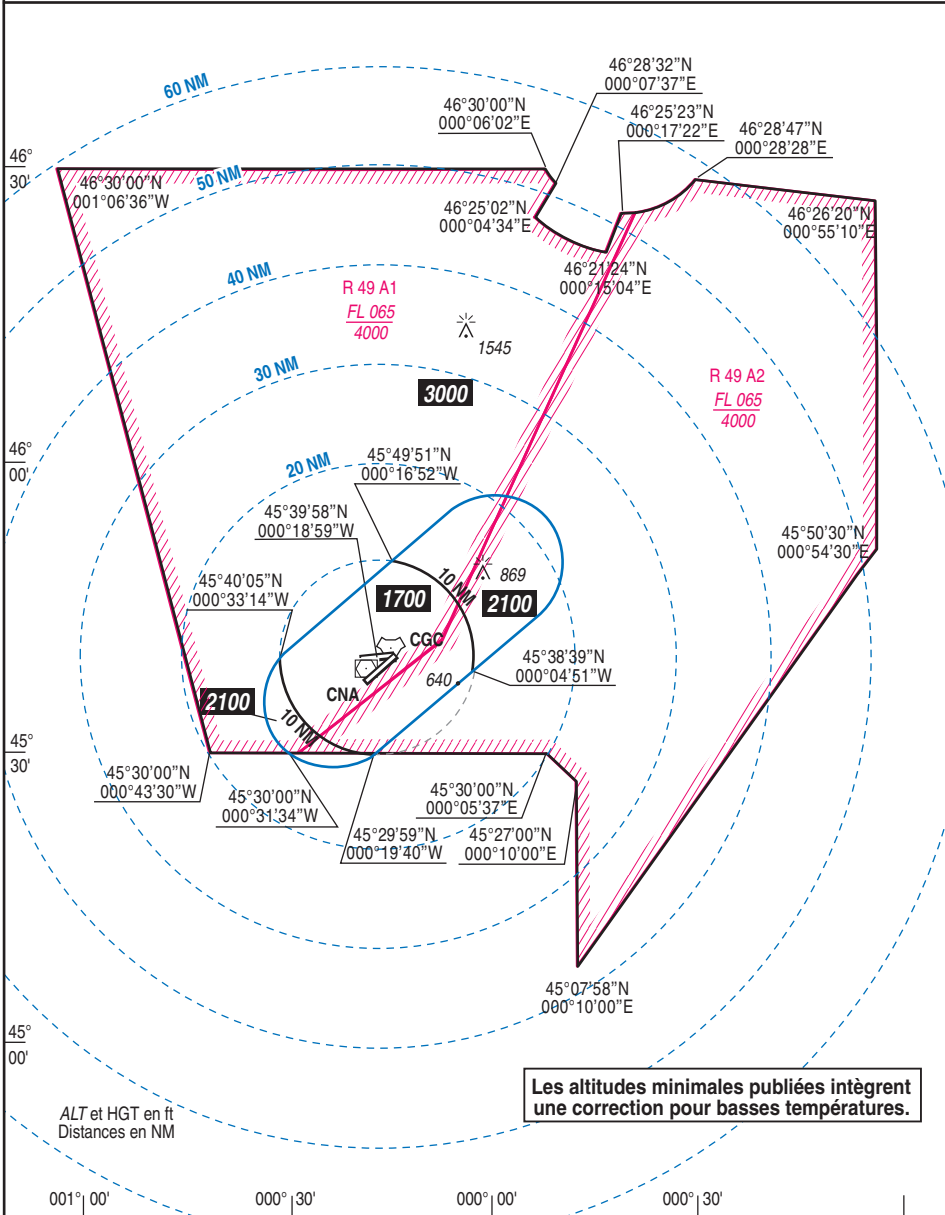 60 NM
46°28'32”N
000°07'37”E
46°30'00”N
000°06'02”E
46°25'23”N
000°17'22”E
46°28'47”N
000°28'28”E
46°
30'
46°30'00”N
001°06'36”W
50 NM
46°25'02”N
000°04'34”E
46°26'20”N
000°55'10”E
46°21'24”N
000°15'04”E
40 NM
R 49 A1
FL 065
4000
1545
30 NM
3000
R 49 A2
FL 065
4000
46°
00'
20 NM
45°49'51”N
000°16'52”W
45°39'58”N
000°18'59”W
45°50'30”N
000°54'30”E
45°40'05”N
000°33'14”W
10 NM
869
1700
2100
CGC
45°38'39”N
000°04'51”W
640
CNA
2100
10 NM
45°
30'
45°30'00”N
000°43'30”W
45°30'00”N
000°31'34”W
45°29'59”N
000°19'40”W
45°30'00”N
000°05'37”E
45°27'00”N
000°10'00”E
45°07'58”N
000°10'00”E
45°
00'
Les altitudes minimales publiées intègrent
une correction pour basses températures.
ALT et HGT en ft
Distances en NM
001° 00'
000° 30'
000° 00'
000° 30'